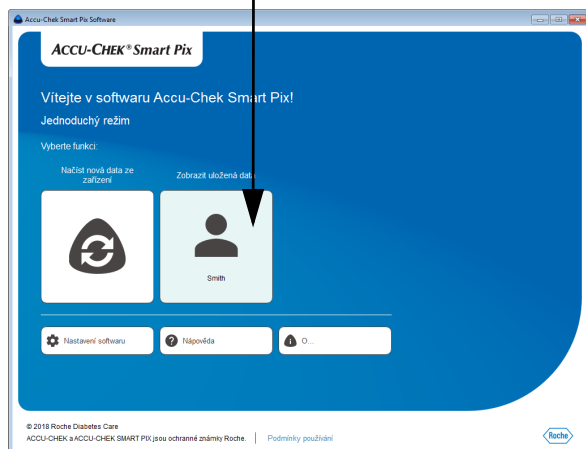 Accu-Chek Smart Pix Software
ACCU-CHEK® Smart Pix
Vítejte v softwaru Accu-Chek Smart Pix!
Jednoduchý režim
Vyberte funkci:
Načíst nová data ze
zařízení
Zobrazit uložená data
Smith
Nastavení softwaru
Nápověda
O...
© 2018 Roche Diabetes Care
ACCU-CHEK a ACCU-CHEK SMART PIX jsou ochranné známky Roche.
Podmínky používání
Roche